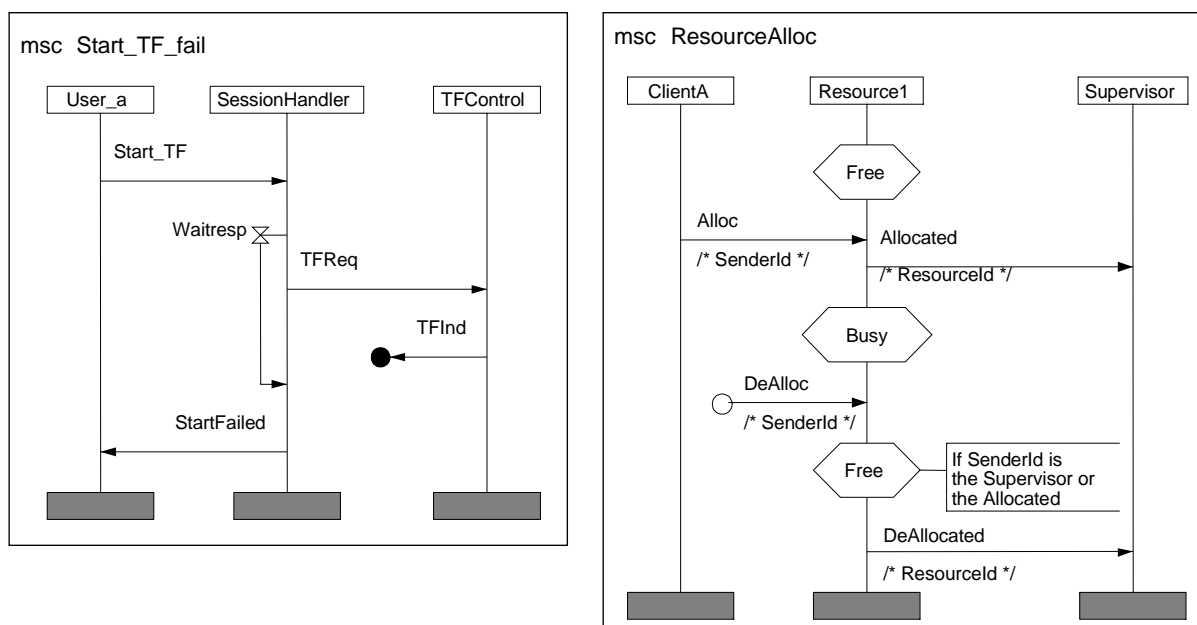 msc Start_TF_fail
User_a
SessionHandler
TFControl
Start_TF
Waitresp
TFReq
TFInd
StartFailed
msc ResourceAlloc
ClientA
Resource1
Supervisor
Free
Alloc
/* SenderId */
Allocated
/* ResourceId */
Busy
DeAlloc
/* SenderId */
Free
If SenderId is
the Supervisor or
the Allocated
DeAllocated
/* ResourceId */